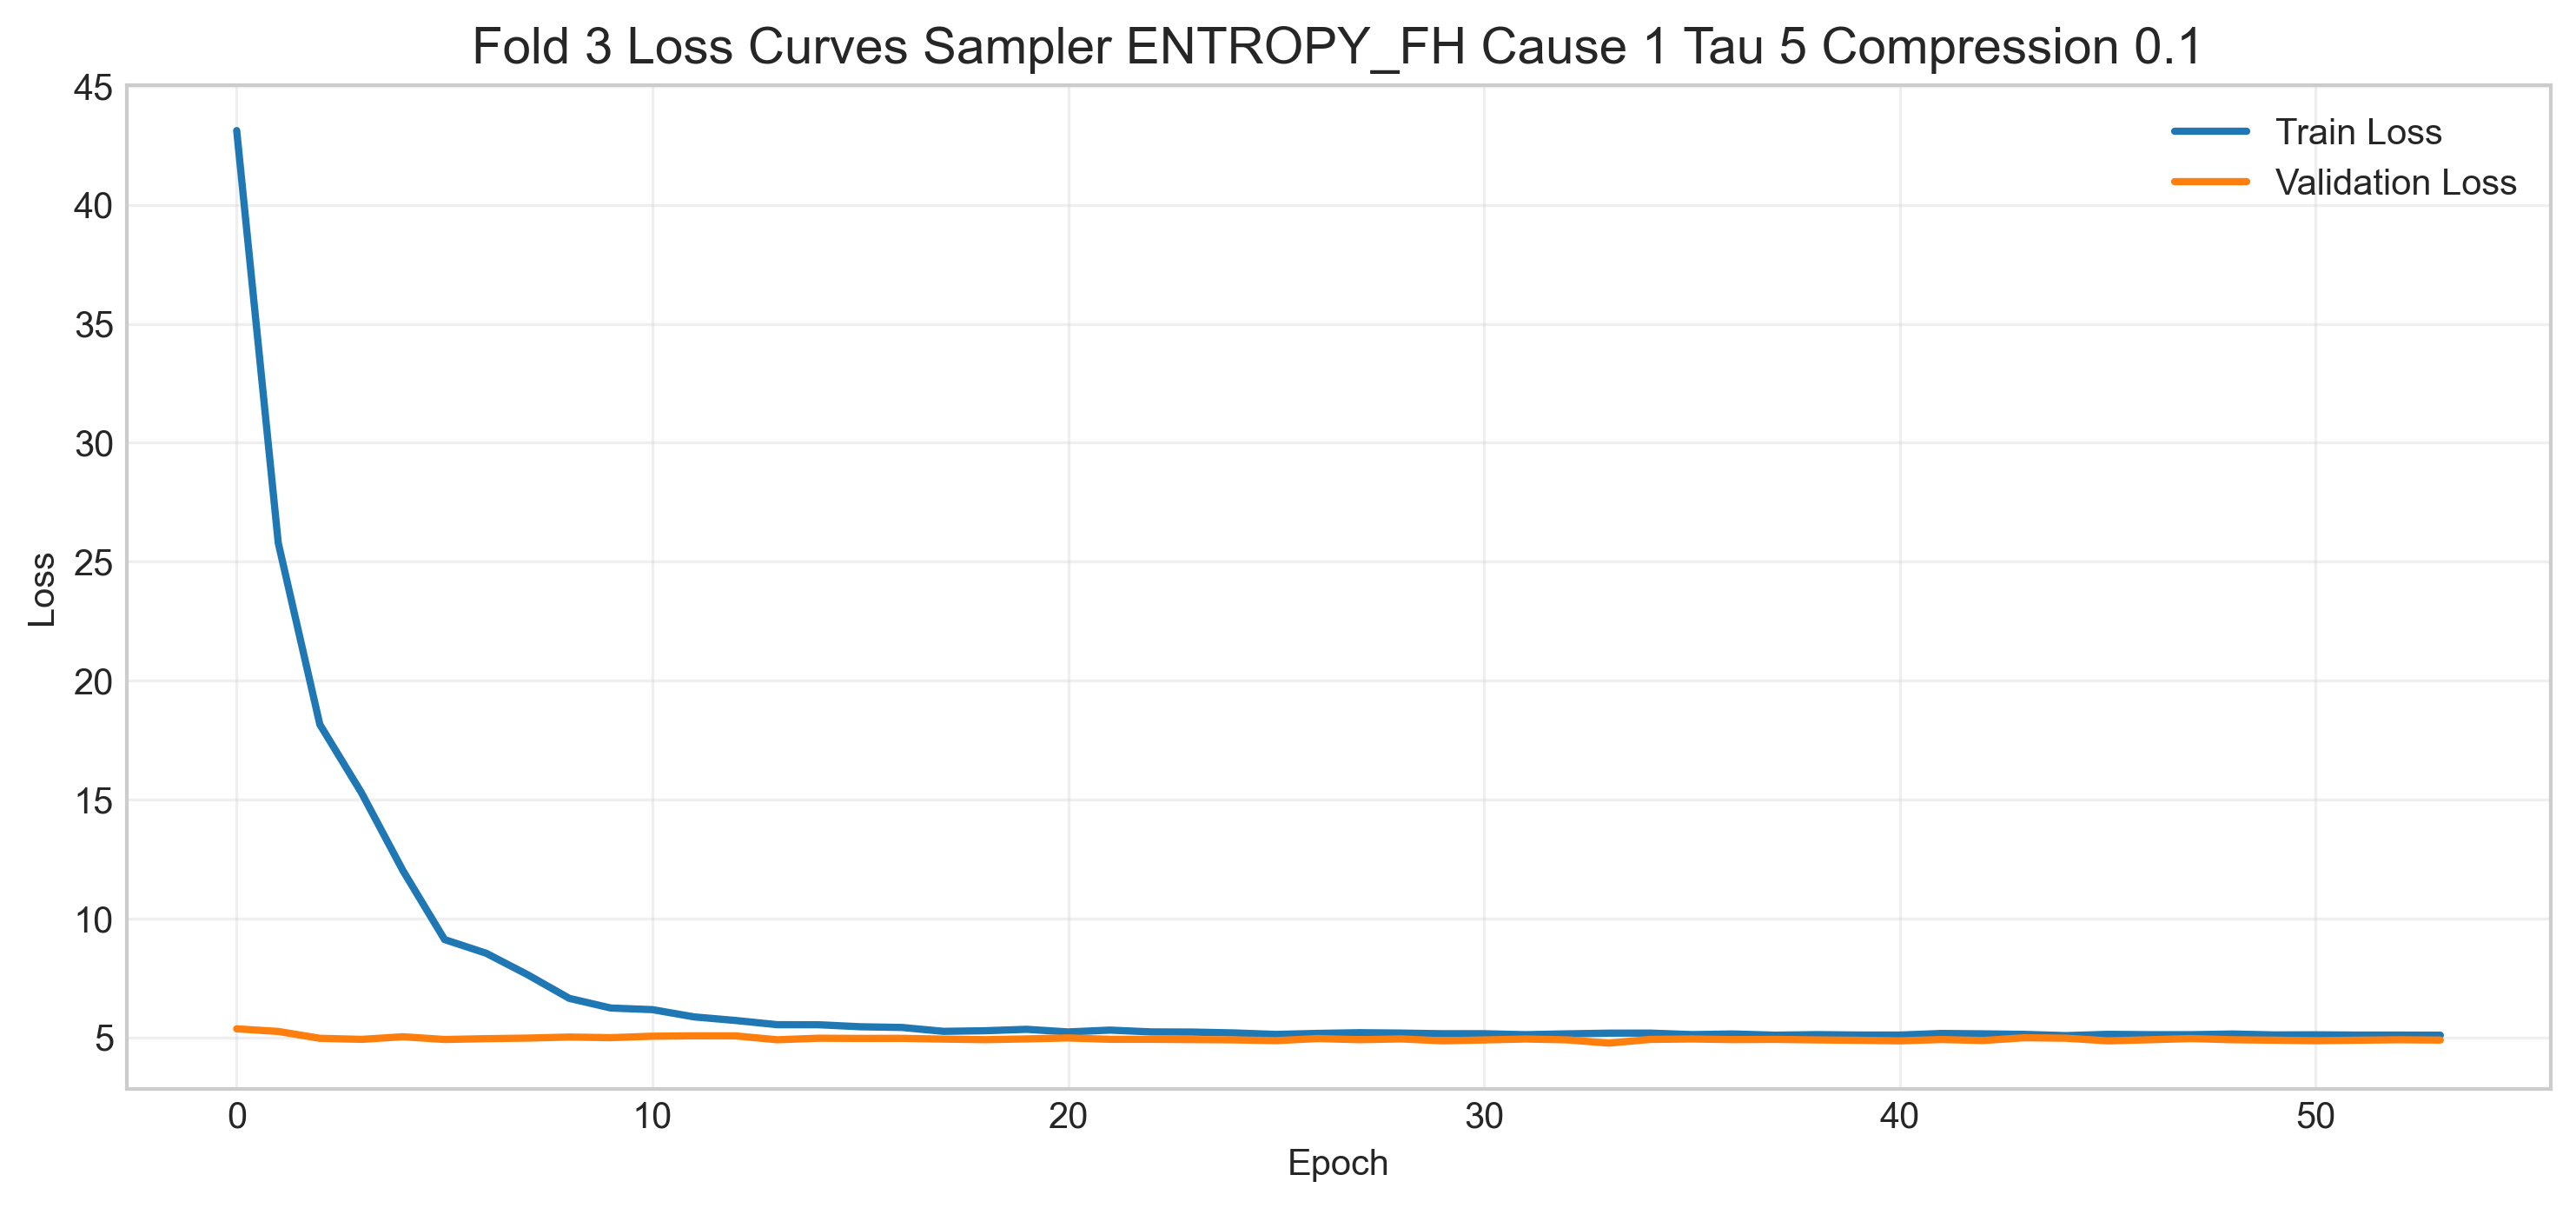 Fold 3 Loss Curves Sampler ENTROPY_FH Cause 1 Tau 5 Compression 0.1
45
40
35
30
25
20
15
10
5
Loss
Train Loss
Validation Loss
0 10 20 30 40 50
Epoch